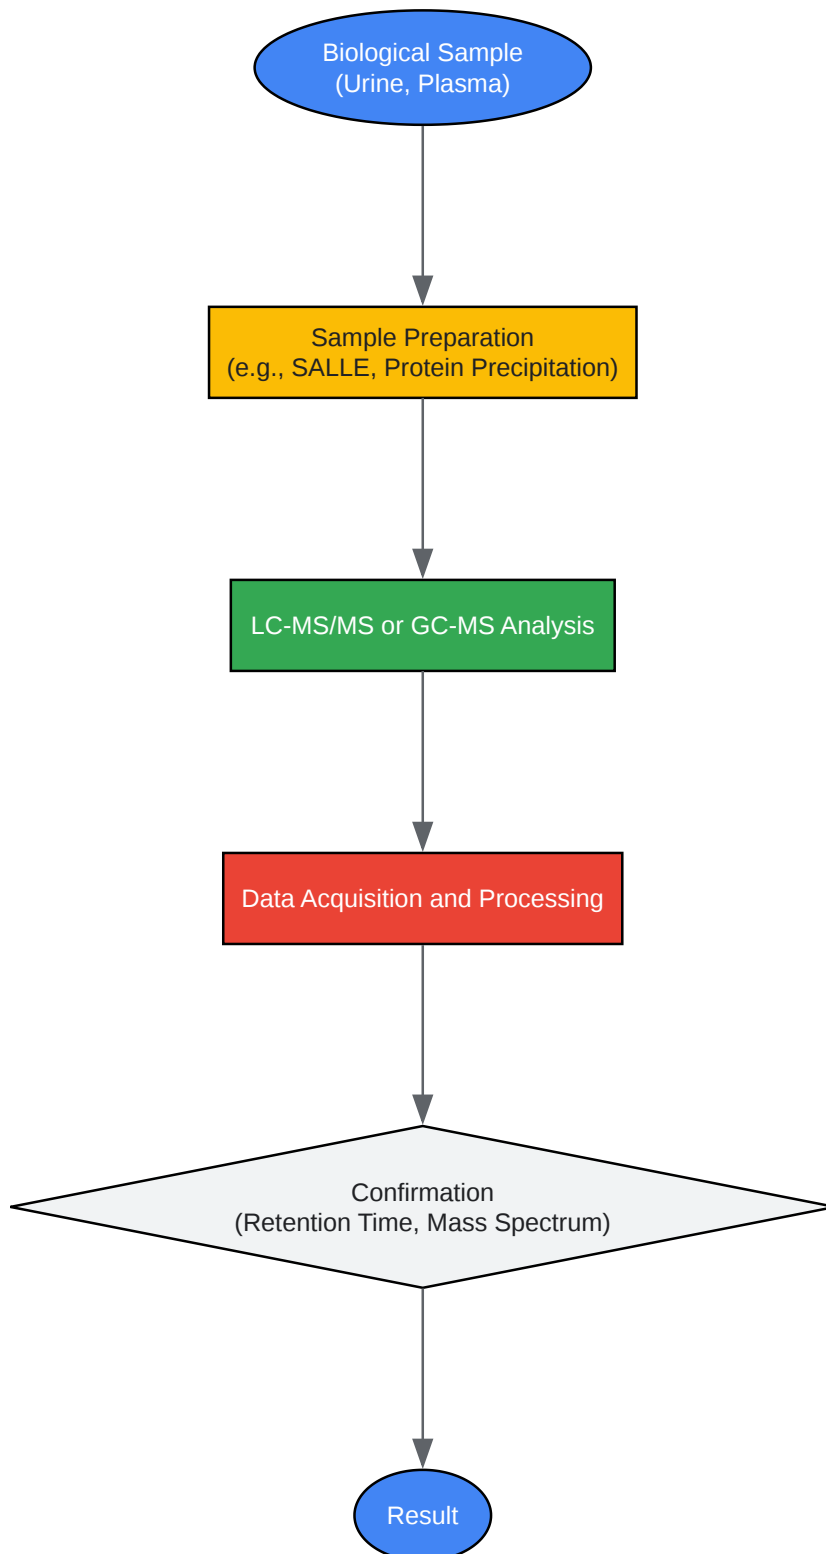 Biological Sample
(Urine, Plasma)
Sample Preparation
(e.g., SALLE, Protein Precipitation)
LC-MS/MS or GC-MS Analysis
Data Acquisition and Processing
Confirmation
(Retention Time, Mass Spectrum)
Result